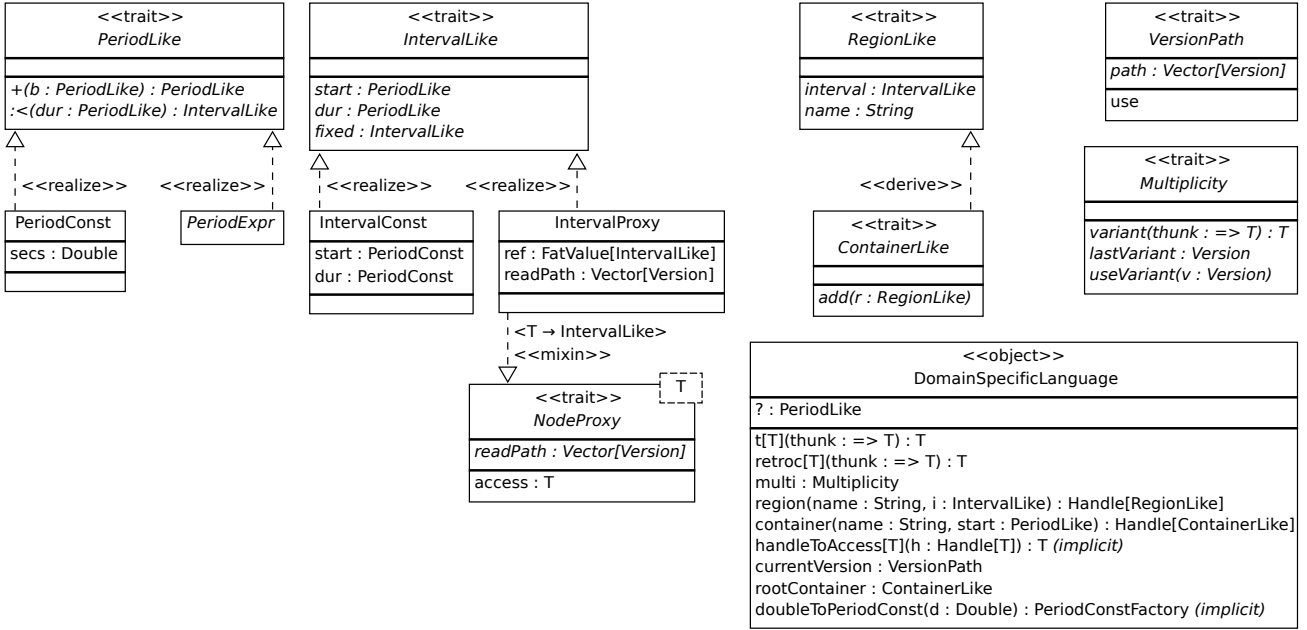 <<trait>>
PeriodLike
+(b : PeriodLike) : PeriodLike
:<(dur : PeriodLike) : IntervalLike
<<trait>>
IntervalLike
start : PeriodLike
dur : PeriodLike
fixed : IntervalLike
<<trait>>
RegionLike
interval : IntervalLike
name : String
<<trait>>
VersionPath
path : Vector[Version]
use
<<realize>>
<<realize>>
<<realize>>
<<realize>>
<<derive>>
<<trait>>
Multiplicity
variant(thunk : => T) : T
lastVariant : Version
useVariant(v : Version)
PeriodConst
secs : Double
PeriodExpr
IntervalConst
start : PeriodConst
dur : PeriodConst
IntervalProxy
ref : FatValue[IntervalLike]
readPath : Vector[Version]
<<trait>>
ContainerLike
add(r : RegionLike)
<T → IntervalLike>
<<mixin>>
T
<<trait>>
NodeProxy
readPath : Vector[Version]
access : T
<<object>>
DomainSpecificLanguage
? : PeriodLike
t[T](thunk : => T) : T
retroc[T](thunk : => T) : T
multi : Multiplicity
region(name : String, i : IntervalLike) : Handle[RegionLike]
container(name : String, start : PeriodLike) : Handle[ContainerLike]
handleToAccess[T](h : Handle[T]) : T (implicit)
currentVersion : VersionPath
rootContainer : ContainerLike
doubleToPeriodConst(d : Double) : PeriodConstFactory (implicit)